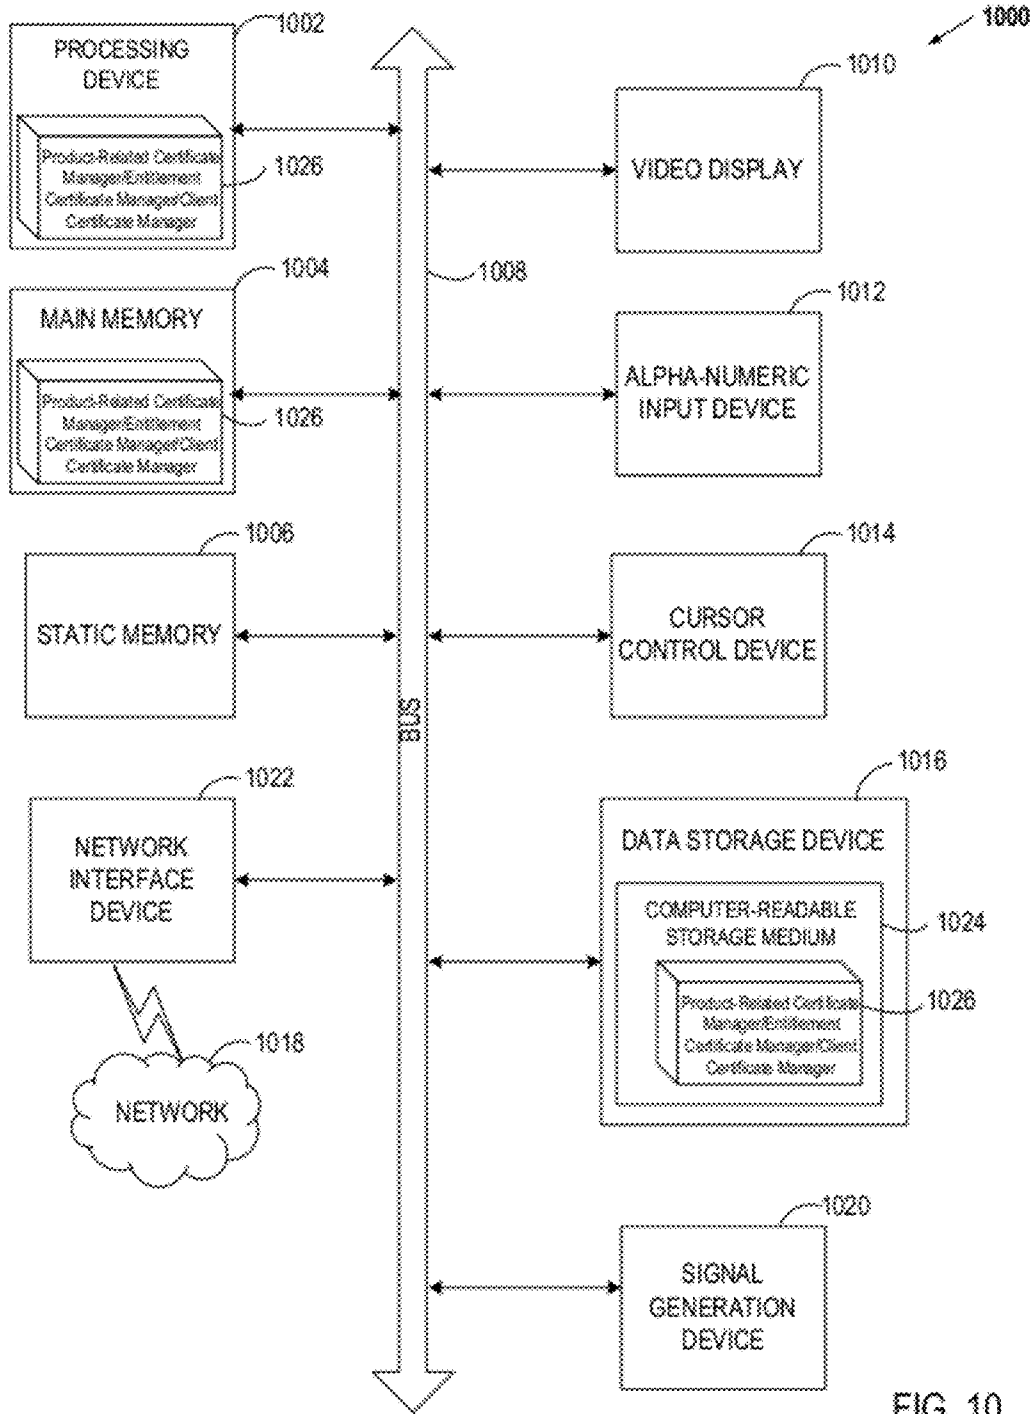 1000
1002
PROCESSING
DEVICE
Product-Related Certificate
Manager/Entitlement
Certificate Manager/Client
Certificate Manager
1026
1004
MAIN MEMORY
Product-Related Certificate
Manager/Entitlement
Certificate Manager/Client
Certificate Manager
1026
1006
STATIC MEMORY
1022
NETWORK
INTERFACE
DEVICE
1018
NETWORK
1008
BUS
1010
VIDEO DISPLAY
1012
ALPHA-NUMERIC
INPUT DEVICE
1014
CURSOR
CONTROL DEVICE
1016
DATA STORAGE DEVICE
COMPUTER-READABLE
STORAGE MEDIUM
1024
Product-Related Certificate
Manager/Entitlement
Certificate Manager/Client
Certificate Manager
1026
1020
SIGNAL
GENERATION
DEVICE
FIG. 10